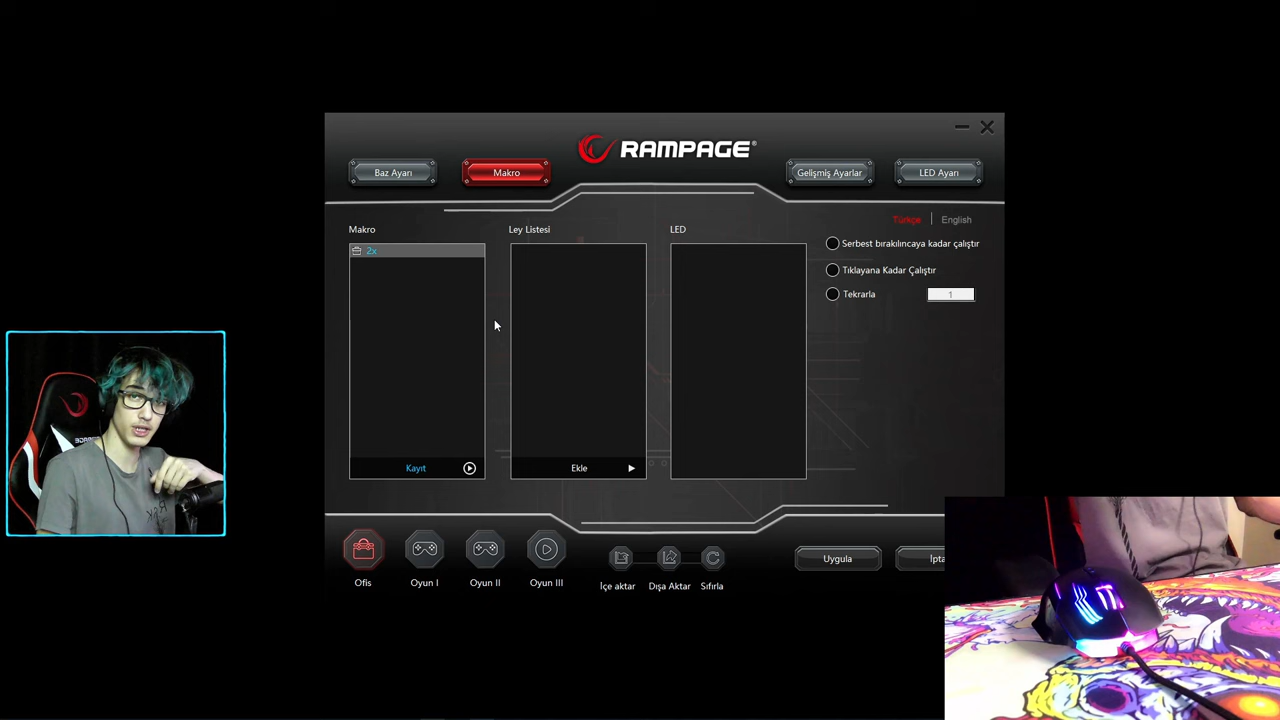 RAMPAGE®
Baz Ayarı
Makro
Gelişmiş Ayarlar
LED Ayarı
Türkçe
English
Makro
Ley Listesi
LED
2x
Serbest bırakılıncaya kadar çalıştır
Tıklayana Kadar Çalıştır
Tekrarla
1
Kayıt
Ekle
Ofis
Oyun I
Oyun II
Oyun III
İçe aktar
Dışa Aktar
Sıfırla
Uygula
İpta